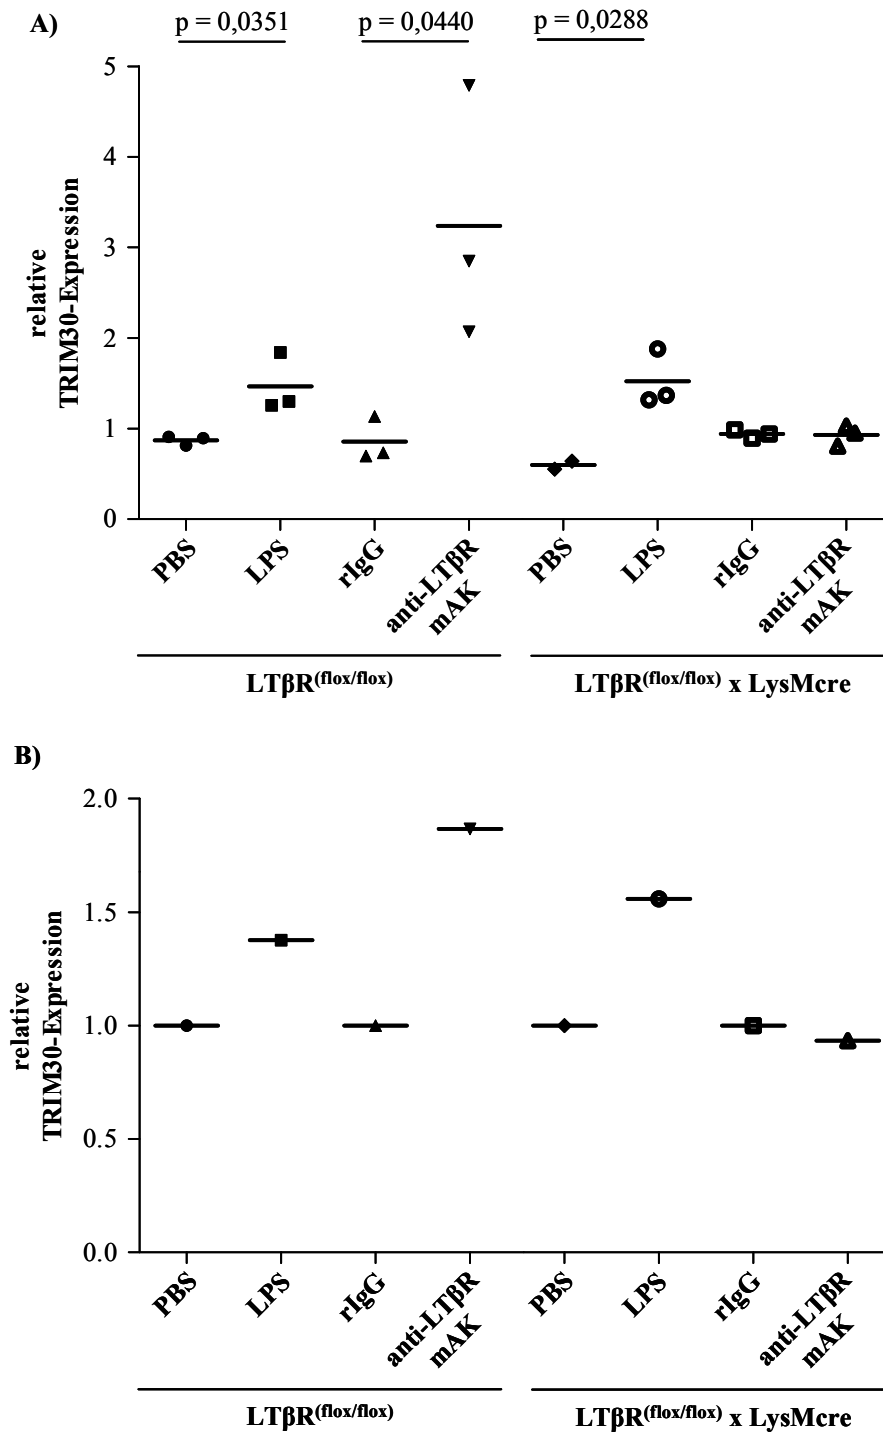 A)
p = 0,0351
p = 0,0440
p = 0,0288
relative
TRIM30-Expression
5
4
3
2
1
0
PBS
LPS
rIgG
anti-LTβR
mAK
PBS
LPS
rIgG
anti-LTβR
mAK
LTβR(flox/flox)
LTβR(flox/flox) x LysMcre
B)
relative
TRIM30-Expression
2.0
1.5
1.0
0.5
0.0
PBS
LPS
rIgG
anti-LTβR
mAK
PBS
LPS
rIgG
anti-LTβR
mAK
LTβR(flox/flox)
LTβR(flox/flox) x LysMcre